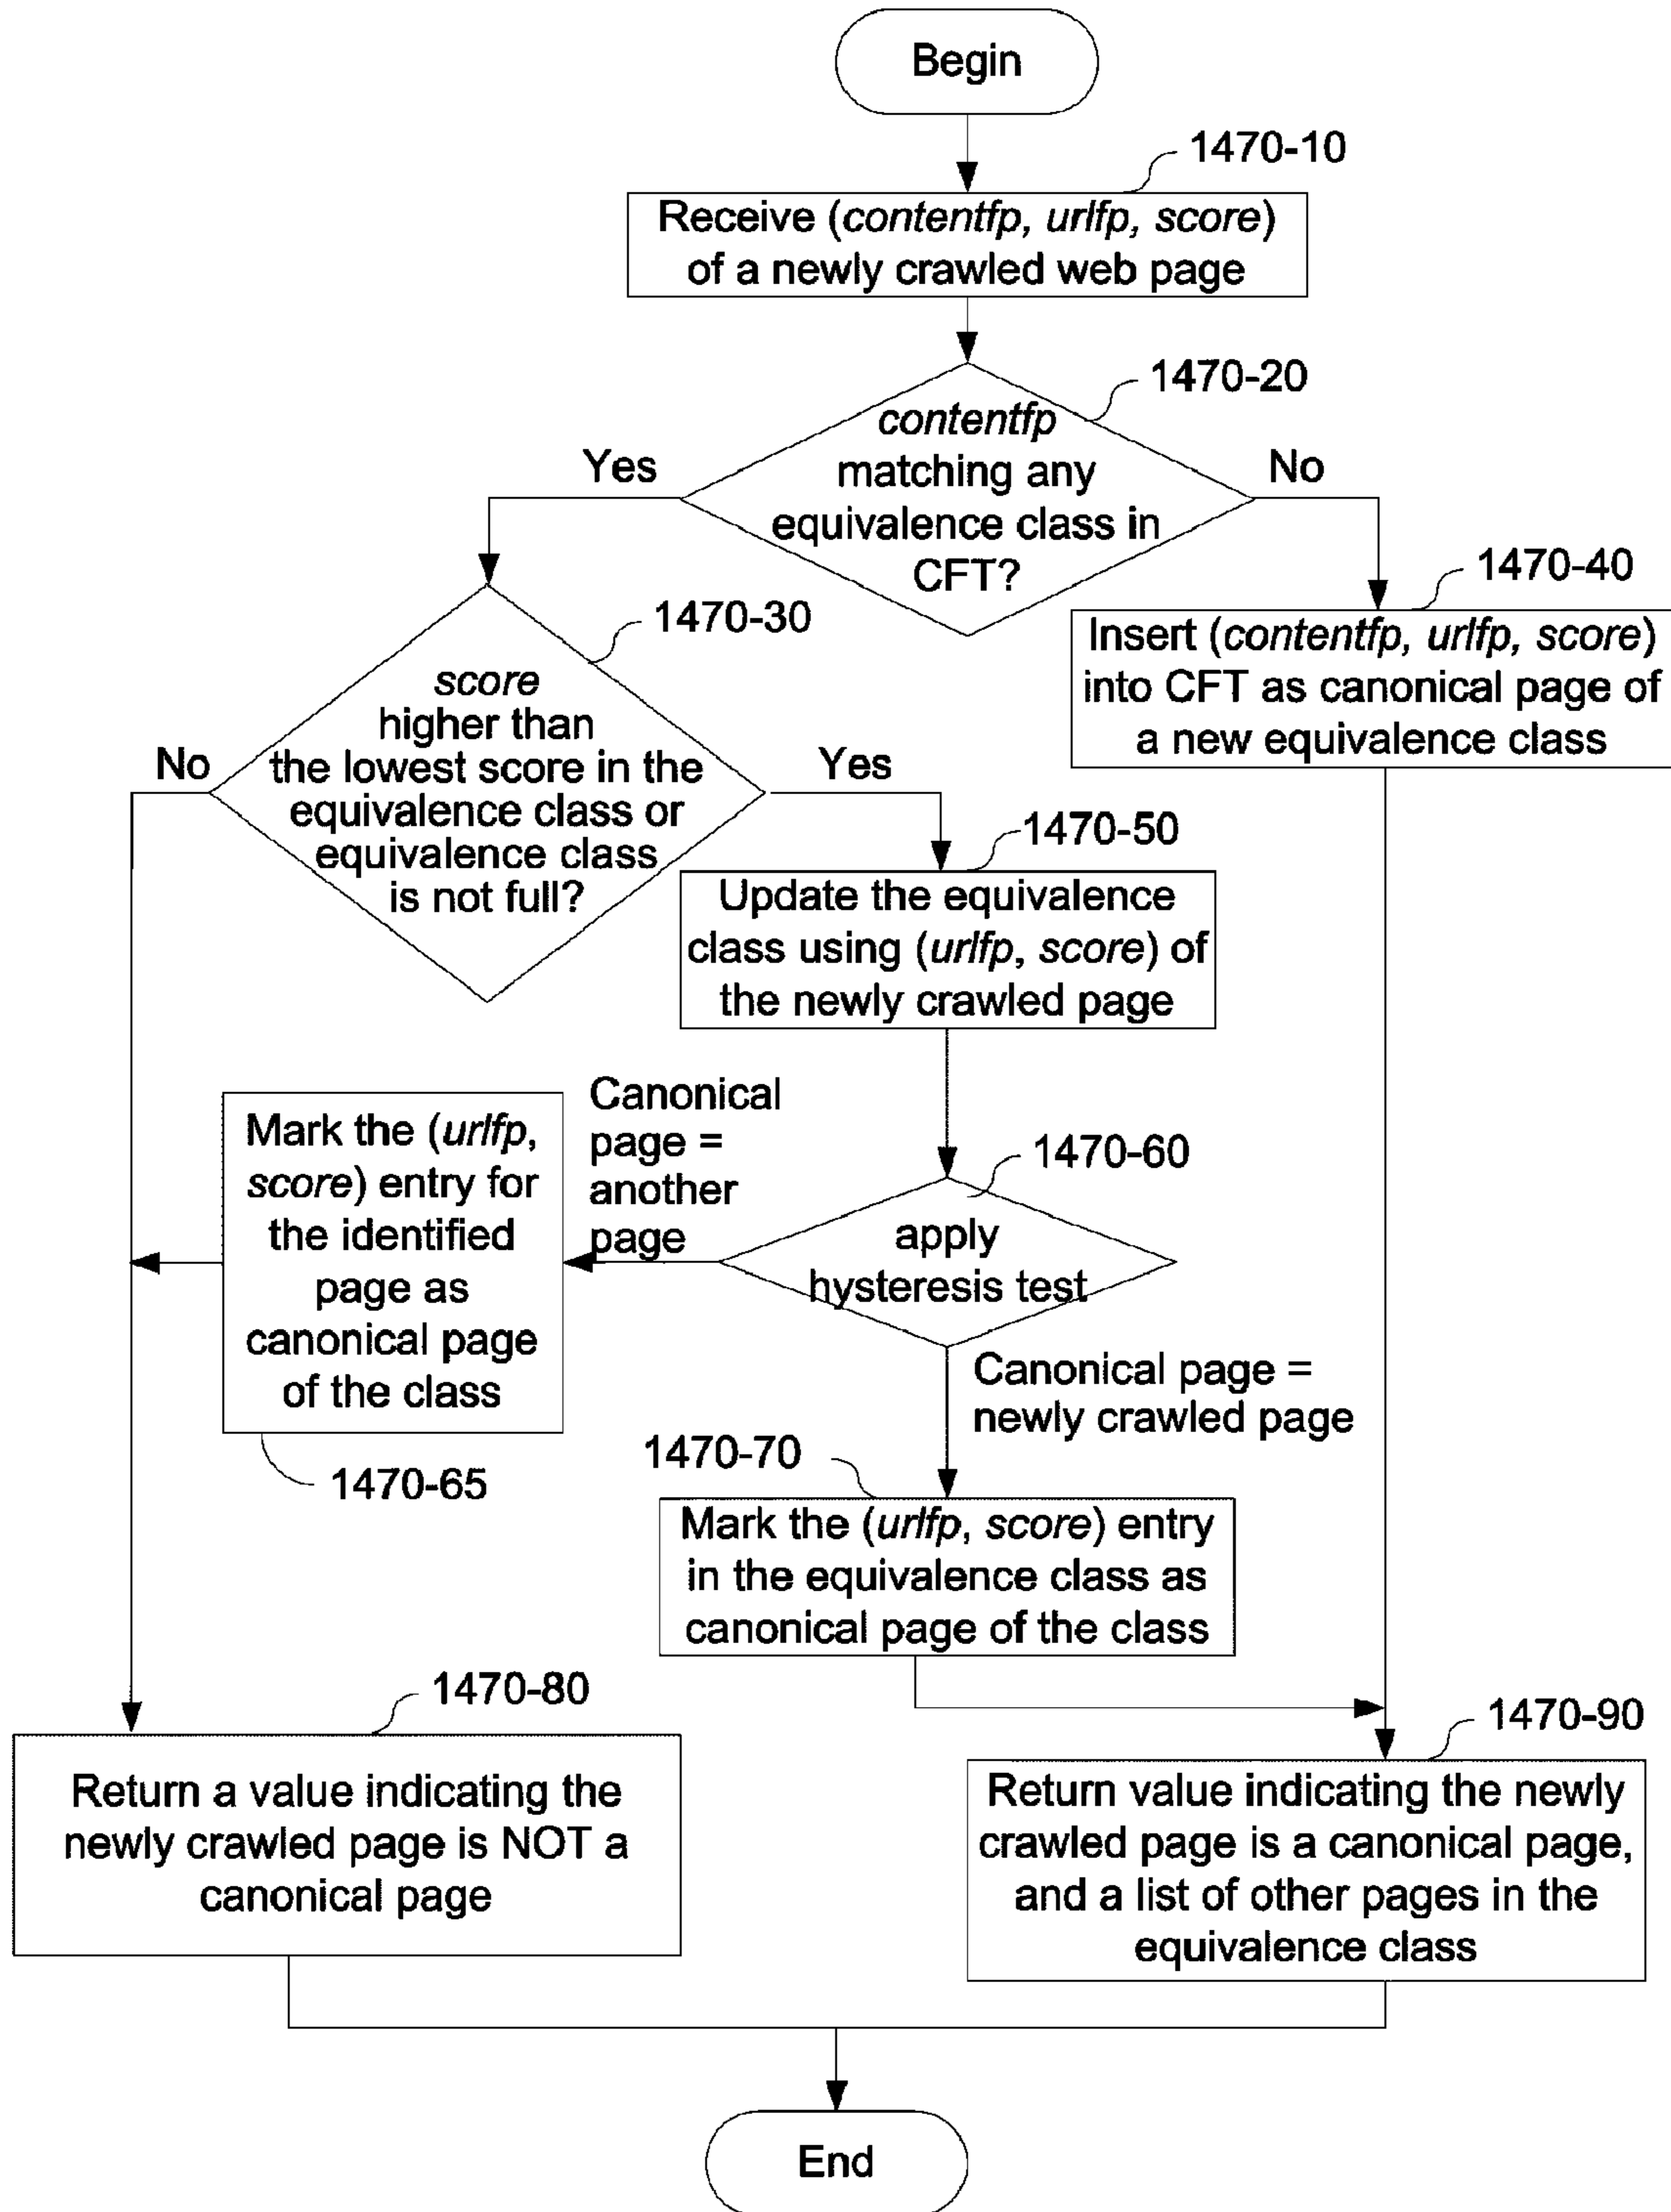 Begin
1470-10
Receive (contentfp, urlfp, score)
of a newly crawled web page
1470-20
contentfp
matching any
equivalence class in
CFT?
Yes
No
1470-30
score
higher than
the lowest score in the
equivalence class or
equivalence class
is not full?
1470-40
Insert (contentfp, urlfp, score)
into CFT as canonical page of
a new equivalence class
No
Yes
1470-50
Update the equivalence
class using (urlfp, score) of
the newly crawled page
1470-60
apply
hysteresis test
Canonical
page =
another
page
Mark the (urlfp,
score) entry for
the identified
page as
canonical page
of the class
1470-65
Canonical page =
newly crawled page
1470-70
Mark the (urlfp, score) entry
in the equivalence class as
canonical page of the class
1470-80
Return a value indicating the
newly crawled page is NOT a
canonical page
1470-90
Return value indicating the newly
crawled page is a canonical page,
and a list of other pages in the
equivalence class
End